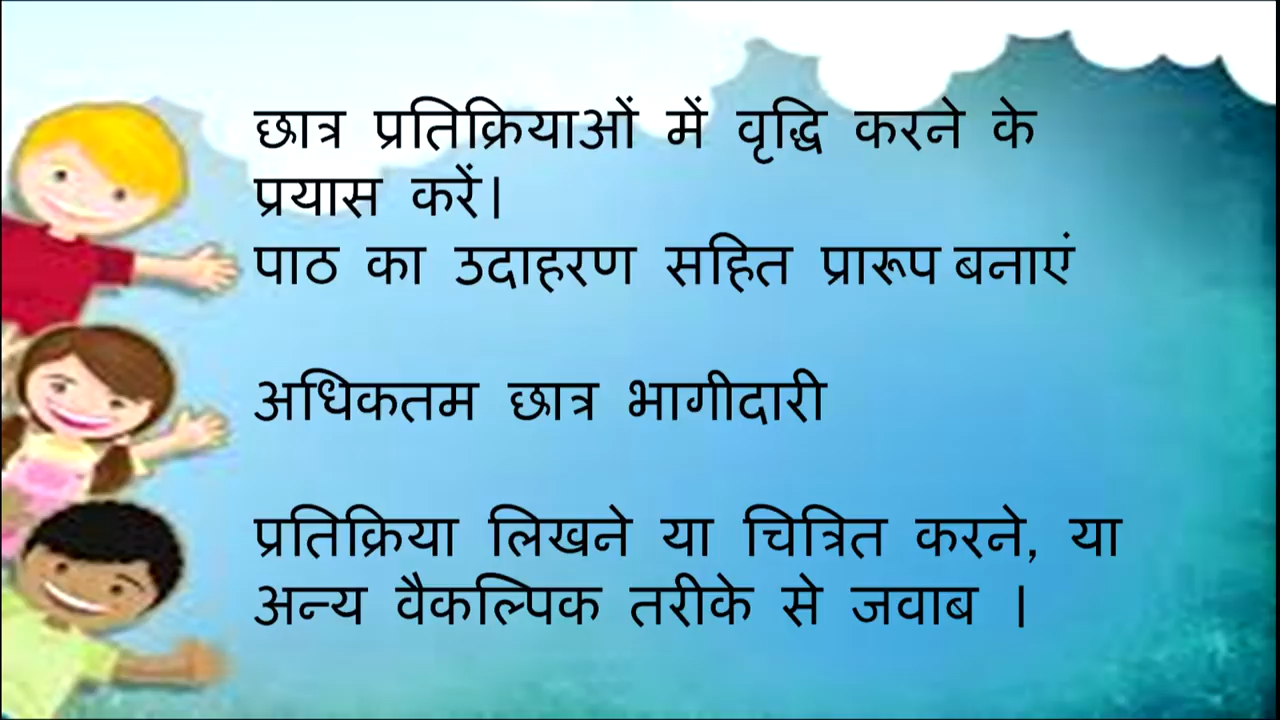 छात्र प्रतिक्रियाओं में वृद्धि करने के
प्रयास करें।
पाठ का उदाहरण सहित प्रारूप बनाएं
अधिकतम छात्र भागीदारी
प्रतिक्रिया लिखने या चित्रित करने, या
अन्य वैकल्पिक तरीके से जवाब ।